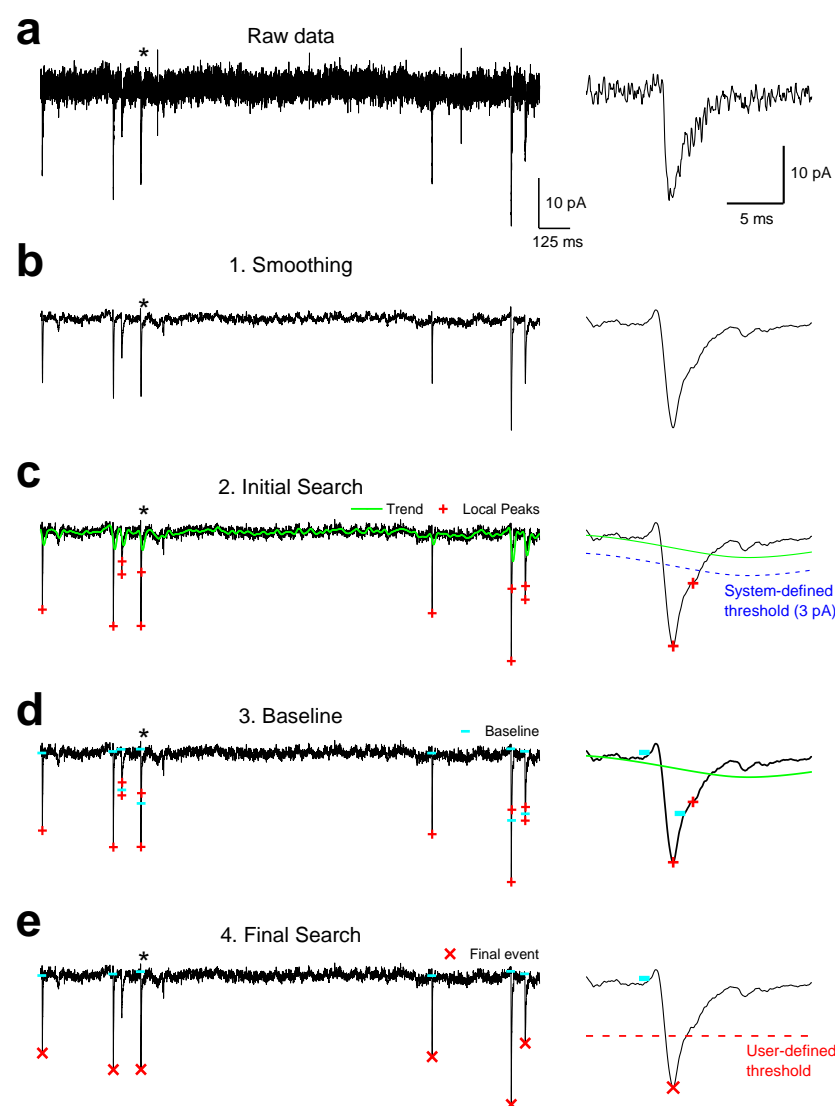 a
Raw data
*
10 pA
125 ms
10 pA
5 ms
b
1. Smoothing
*
c
2. Initial Search
*
Trend + Local Peaks
System-defined
threshold (3 pA)
d
3. Baseline
*
Baseline
e
4. Final Search
*
Final event
User-defined
threshold